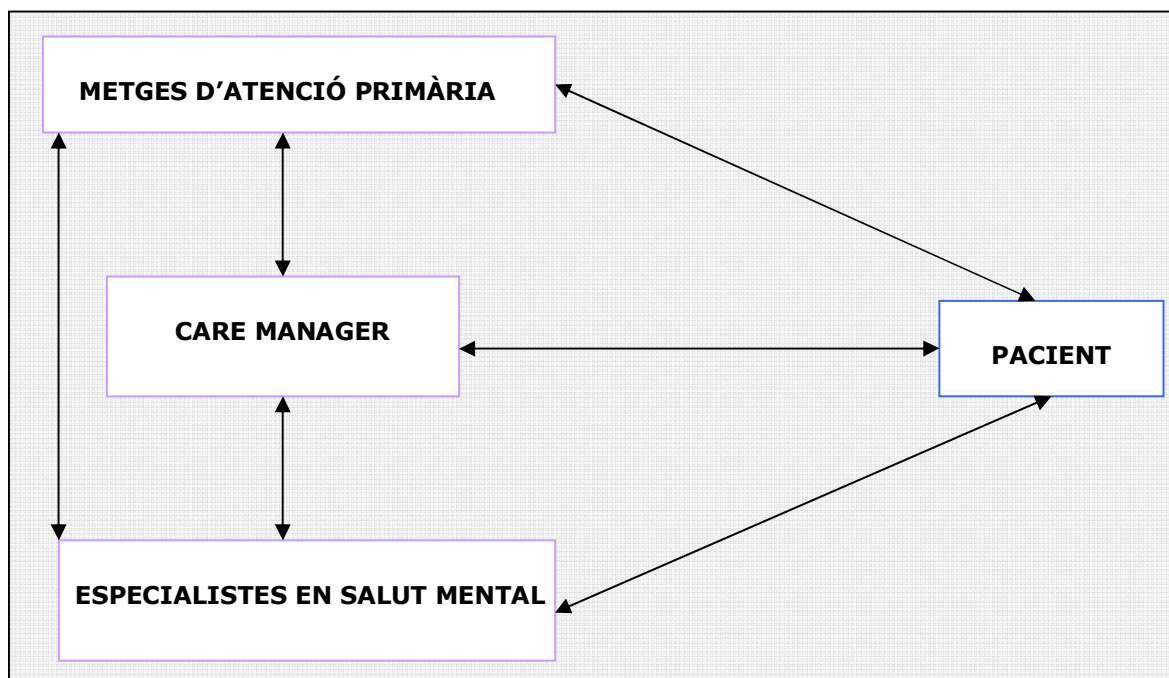 METGES D’ATENCIÓ PRIMÀRIA
CARE MANAGER
PACIENT
ESPECIALISTES EN SALUT MENTAL